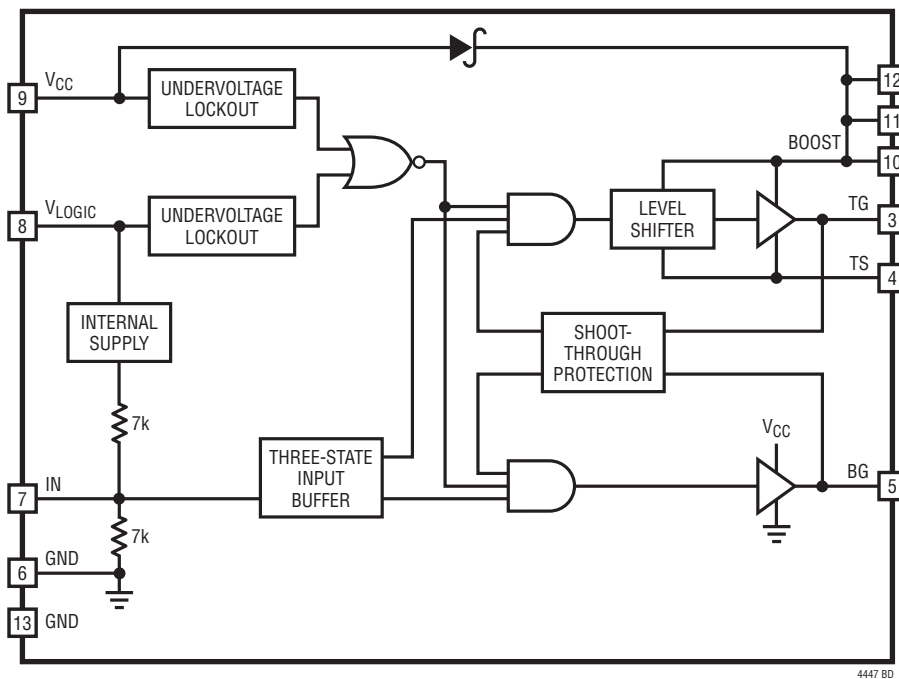 VCC
9
UNDERVOLTAGE
LOCKOUT
12
11
BOOST
10
8
VLOGIC
UNDERVOLTAGE
LOCKOUT
LEVEL
SHIFTER
TG
3
TS
4
INTERNAL
SUPPLY
SHOOT-
THROUGH
PROTECTION
7k
VCC
THREE-STATE
INPUT
BUFFER
7
IN
BG
5
7k
6
GND
13
GND
4447 BD